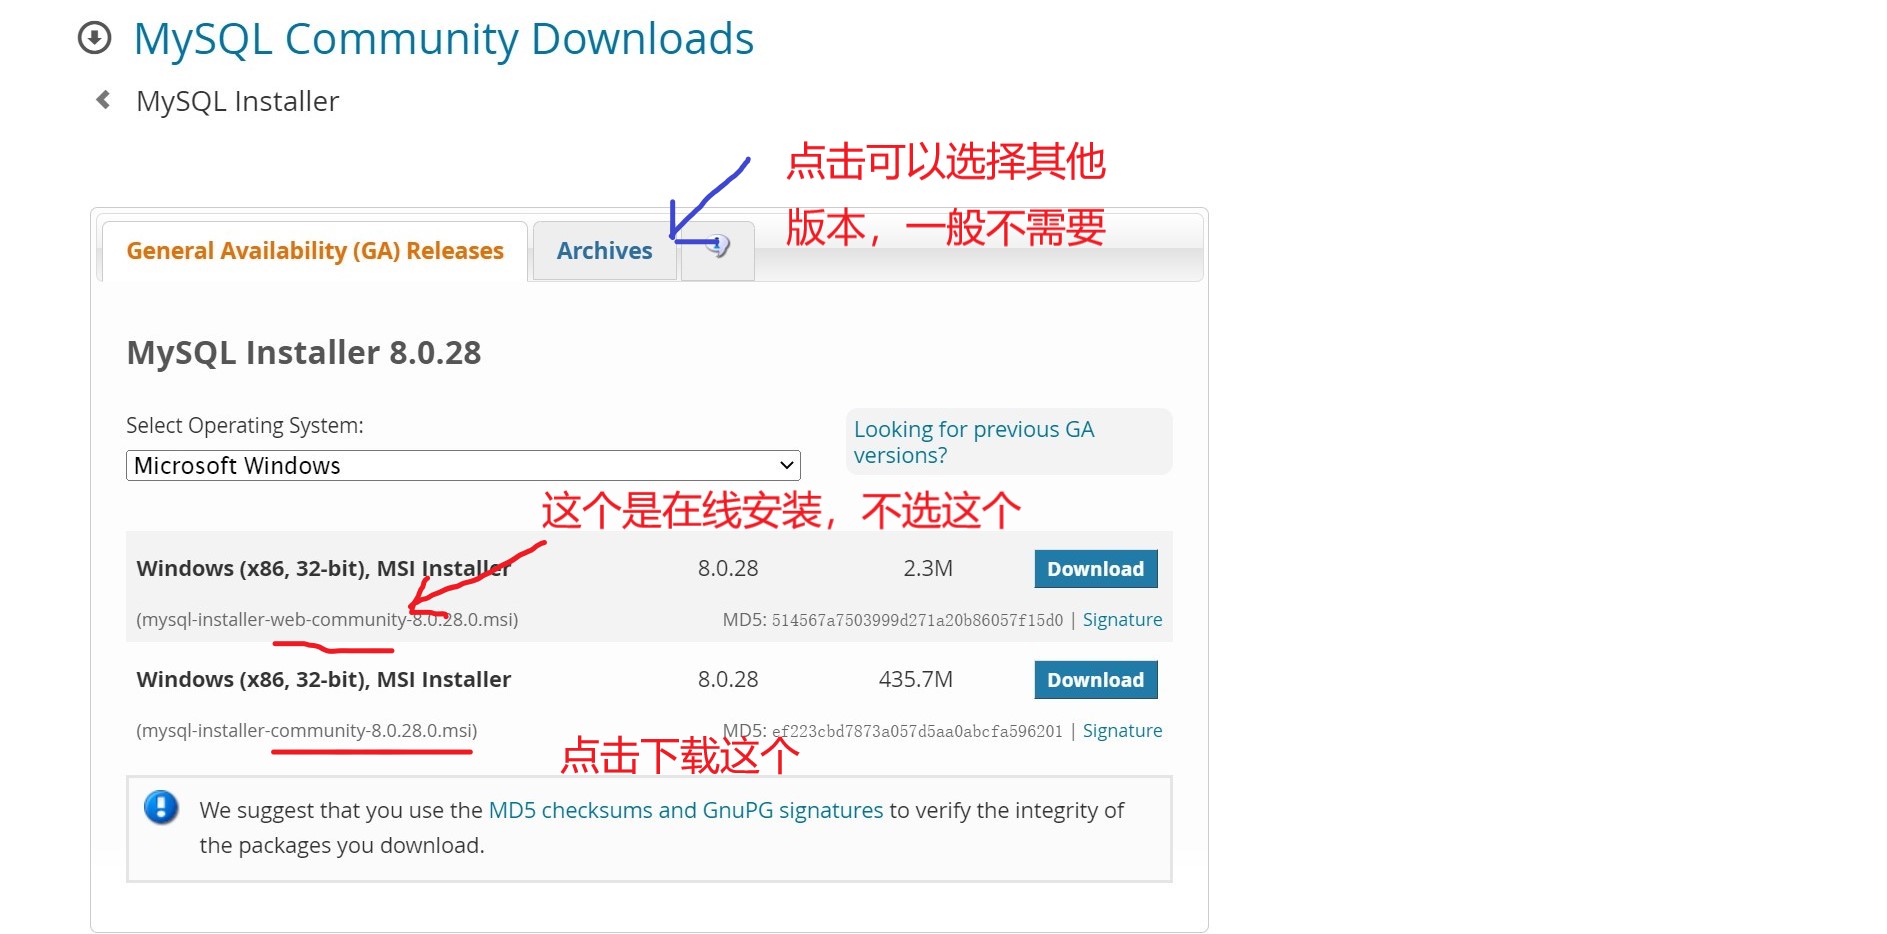 MySQL Community Downloads
MySQL Installer
点击可以选择其他
版本，一般不需要
General Availability (GA) Releases
Archives
MySQL Installer 8.0.28
Select Operating System:
Looking for previous GA
versions?
Microsoft Windows
这个是在线安装，不选这个
Windows (x86, 32-bit), MSI Installer 8.0.28 2.3M Download
(mysql-installer-web-community-8.0.28.0.msi) MD5: 514567a7503999d271a20b86057f15d0 | Signature
Windows (x86, 32-bit), MSI Installer 8.0.28 435.7M Download
(mysql-installer-community-8.0.28.0.msi) MD5: ef223cbd7873a057d5aa0abcfa596201 | Signature
点击下载这个
We suggest that you use the MD5 checksums and GnuPG signatures to verify the integrity of
the packages you download.